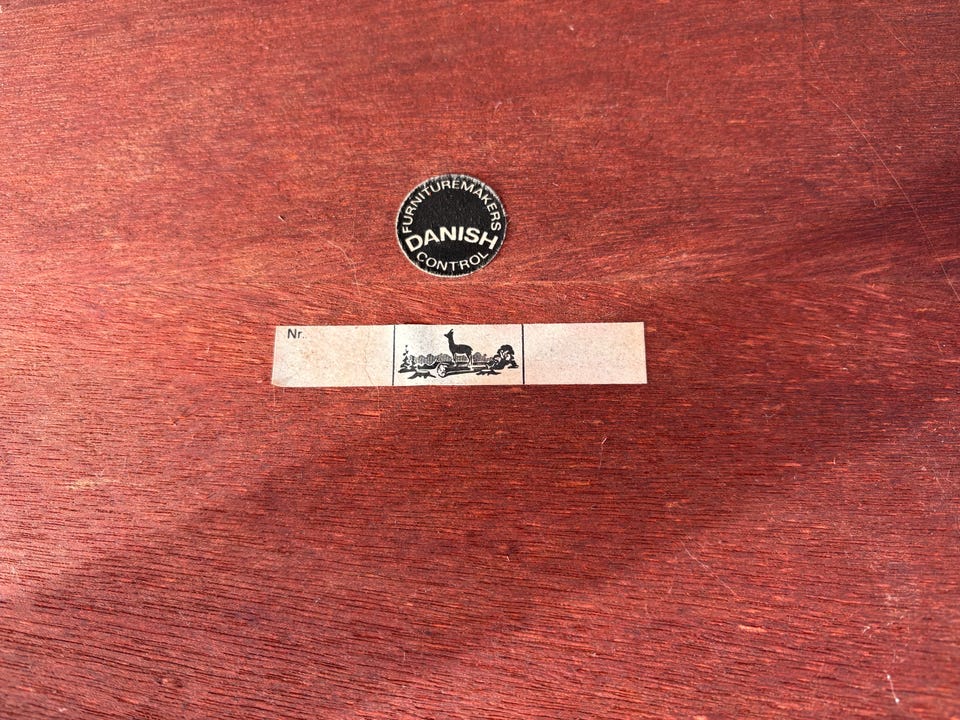 FURNITUREMAKERS
DANISH
CONTROL
Nr.